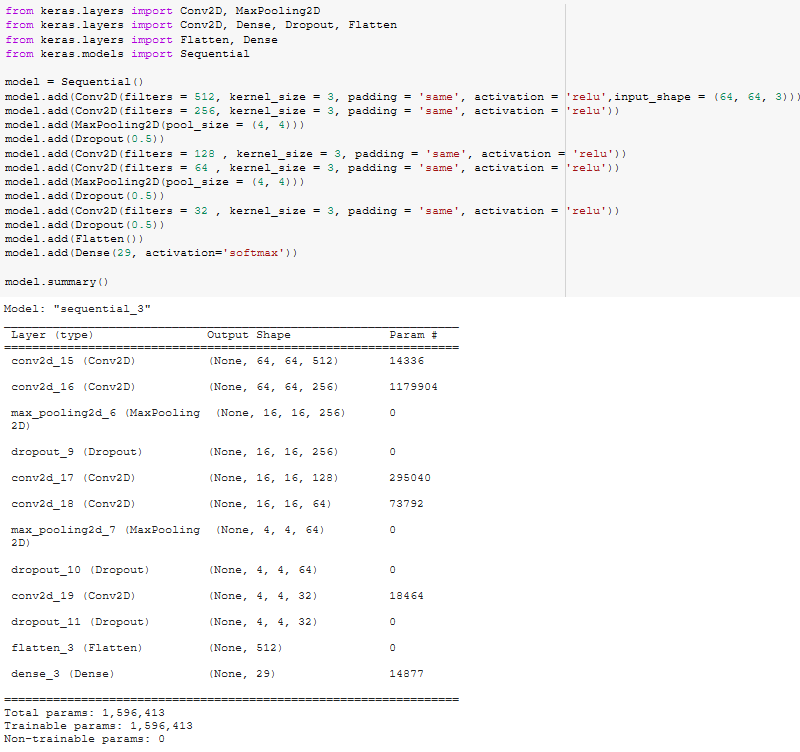 from keras.layers import Conv2D, MaxPooling2D
from keras.layers import Conv2D, Dense, Dropout, Flatten
from keras.layers import Flatten, Dense
from keras.models import Sequential
model = Sequential()
model.add(Conv2D(filters = 512, kernel_size = 3, padding = 'same', activation = 'relu',input_shape = (64, 64, 3)))
model.add(Conv2D(filters = 256, kernel_size = 3, padding = 'same', activation = 'relu'))
model.add(MaxPooling2D(pool_size = (4, 4)))
model.add(Dropout(0.5))
model.add(Conv2D(filters = 128 , kernel_size = 3, padding = 'same', activation = 'relu'))
model.add(Conv2D(filters = 64 , kernel_size = 3, padding = 'same', activation = 'relu'))
model.add(MaxPooling2D(pool_size = (4, 4)))
model.add(Dropout(0.5))
model.add(Conv2D(filters = 32 , kernel_size = 3, padding = 'same', activation = 'relu'))
model.add(Dropout(0.5))
model.add(Flatten())
model.add(Dense(29, activation='softmax'))
model.summary()
Model: "sequential_3"
Layer (type) Output Shape Param #
conv2d_15 (Conv2D) (None, 64, 64, 512) 14336
conv2d_16 (Conv2D) (None, 64, 64, 256) 1179904
max_pooling2d_6 (MaxPooling (None, 16, 16, 256) 0
2D)
dropout_9 (Dropout) (None, 16, 16, 256) 0
conv2d_17 (Conv2D) (None, 16, 16, 128) 295040
conv2d_18 (Conv2D) (None, 16, 16, 64) 73792
max_pooling2d_7 (MaxPooling (None, 4, 4, 64) 0
2D)
dropout_10 (Dropout) (None, 4, 4, 64) 0
conv2d_19 (Conv2D) (None, 4, 4, 32) 18464
dropout_11 (Dropout) (None, 4, 4, 32) 0
flatten_3 (Flatten) (None, 512) 0
dense_3 (Dense) (None, 29) 14877
Total params: 1,596,413
Trainable params: 1,596,413
Non-trainable params: 0